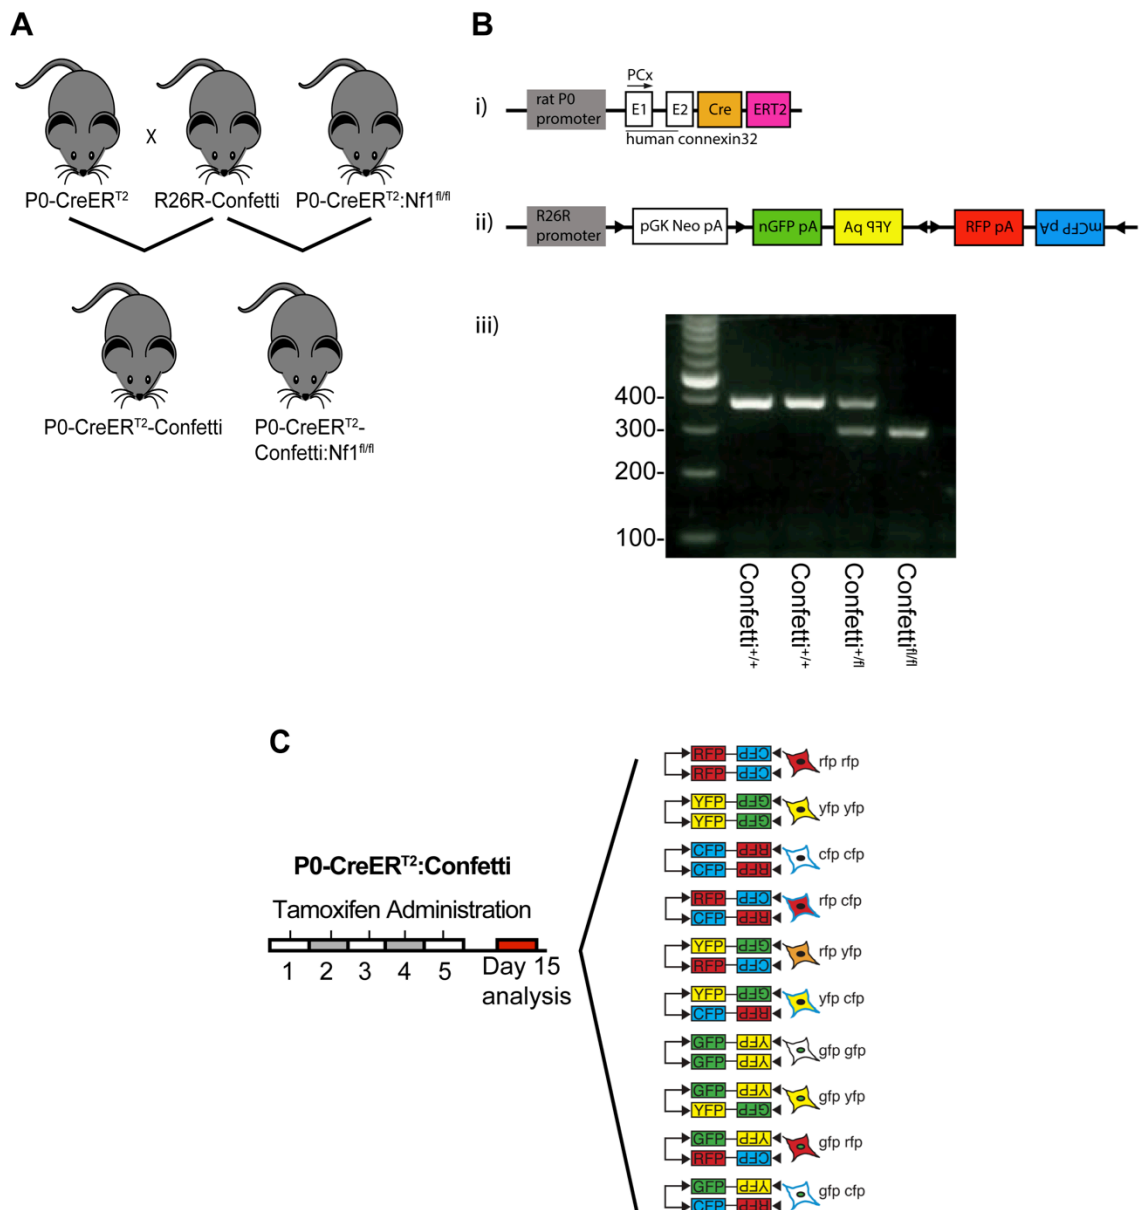 A
X
P0-CreER^T2
R26R-Confetti
P0-CreER^T2:Nf1^fl/fl
P0-CreER^T2-Confetti
P0-CreER^T2-
Confetti:Nf1^fl/fl
B
i)
rat P0
promoter
PCx
E1
E2
Cre
ERT2
human connexin32
ii)
R26R
promoter
pGK Neo pA
nGFP pA
YFP pA
RFP pA
mCFP pA
iii)
400-
300-
200-
100-
Confetti^+/+
Confetti^+/+
Confetti^+/fl
Confetti^fl/fl
C
P0-CreER^T2:Confetti
Tamoxifen Administration
1 2 3 4 5
Day 15
analysis
RFP CFP
RFP CFP
rfp rfp
YFP GFP
YFP GFP
yfp yfp
CFP RFP
CFP RFP
cfp cfp
RFP CFP
CFP RFP
rfp cfp
YFP GFP
RFP CFP
rfp yfp
YFP GFP
CFP RFP
yfp cfp
GFP YFP
GFP YFP
gfp gfp
GFP YFP
YFP GFP
gfp yfp
GFP YFP
RFP CFP
gfp rfp
GFP YFP
CFP RFP
gfp cfp